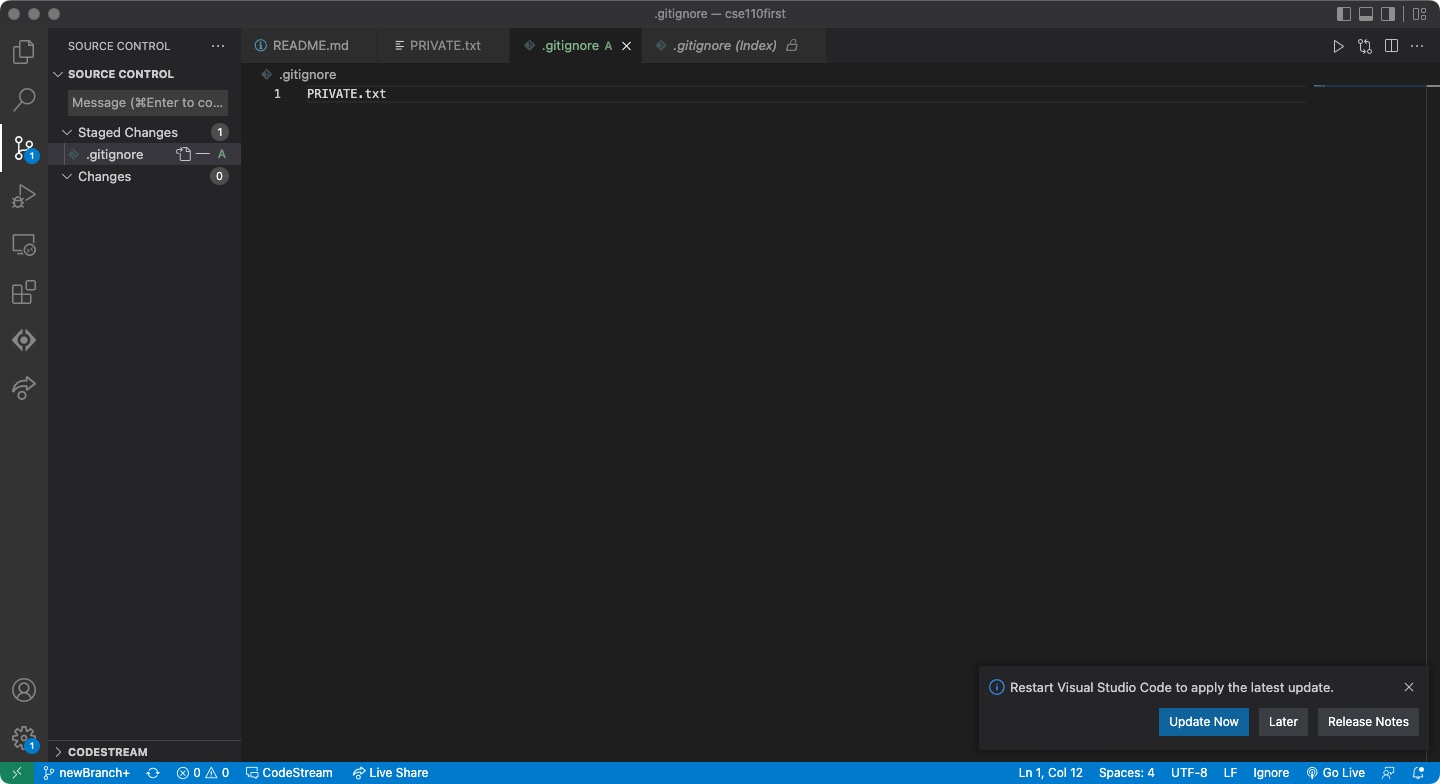 .gitignore — cse110first
SOURCE CONTROL
README.md
PRIVATE.txt
.gitignore A
.gitignore (Index)
SOURCE CONTROL
.gitignore
Message (⌘Enter to co...
1 PRIVATE.txt
Staged Changes 1
.gitignore A
1
Changes 0
Restart Visual Studio Code to apply the latest update.
Update Now
Later
Release Notes
1
CODESTREAM
newBranch+
0
0
CodeStream
Live Share
Ln 1, Col 12
Spaces: 4
UTF-8
LF
Ignore
Go Live